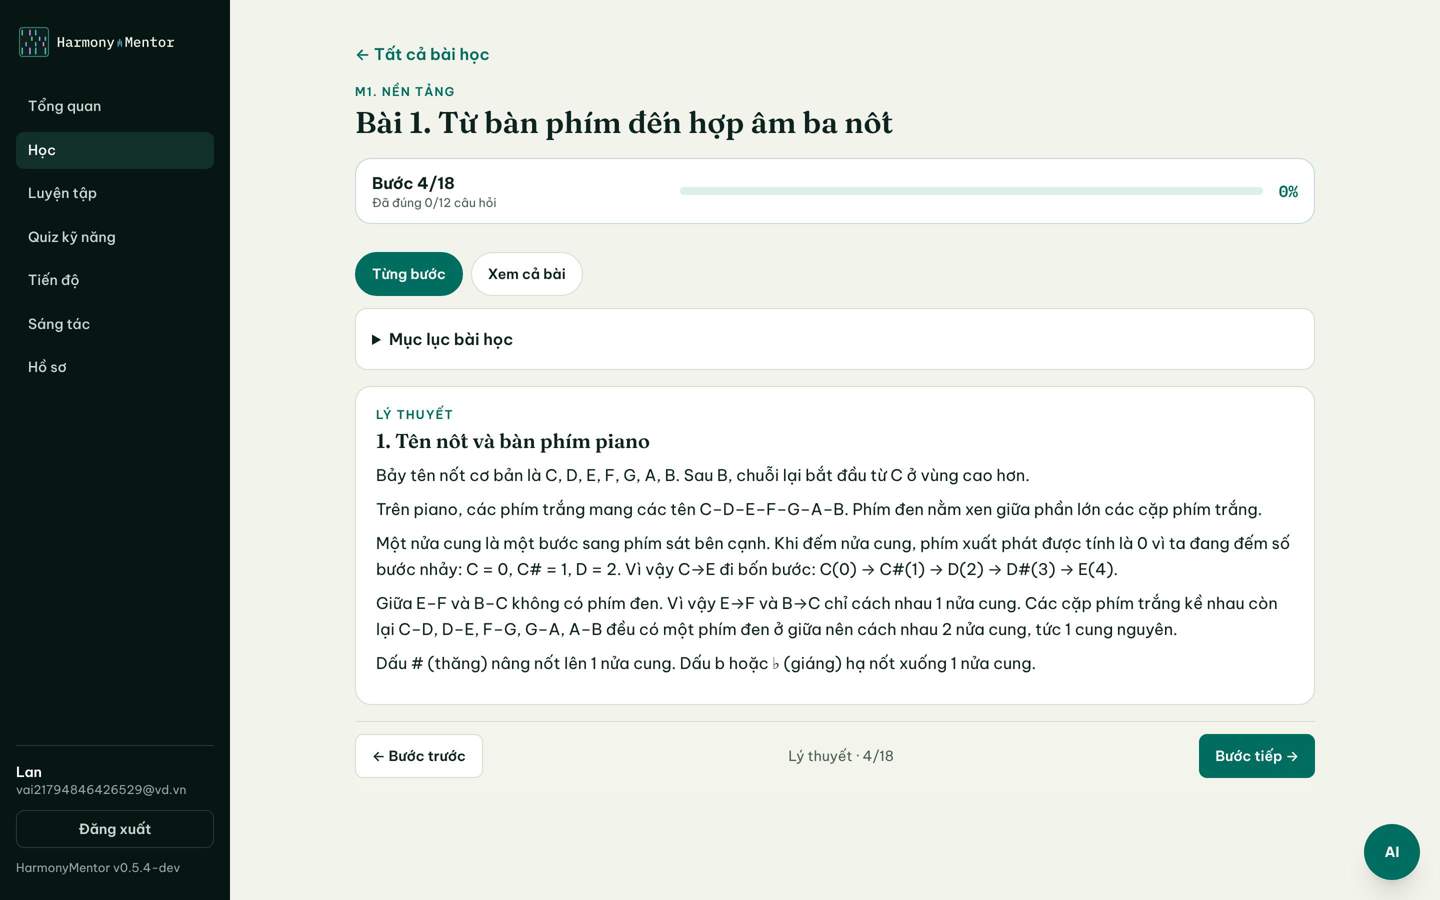 Harmony Mentor
Tổng quan
Học
Luyện tập
Quiz kỹ năng
Tiến độ
Sáng tác
Hồ sơ
Lan
vai21794846426529@vd.vn
Đăng xuất
HarmonyMentor v0.5.4-dev
← Tất cả bài học
M1. NỀN TẢNG
Bài 1. Từ bàn phím đến hợp âm ba nốt
Bước 4/18
Đã đúng 0/12 câu hỏi
0%
Từng bước
Xem cả bài
▶ Mục lục bài học
LÝ THUYẾT
1. Tên nốt và bàn phím piano
Bảy tên nốt cơ bản là C, D, E, F, G, A, B. Sau B, chuỗi lại bắt đầu từ C ở vùng cao hơn.
Trên piano, các phím trắng mang các tên C–D–E–F–G–A–B. Phím đen nằm xen giữa phần lớn các cặp phím trắng.
Một nửa cung là một bước sang phím sát bên cạnh. Khi đếm nửa cung, phím xuất phát được tính là 0 vì ta đang đếm số
bước nhảy: C = 0, C# = 1, D = 2. Vì vậy C→E đi bốn bước: C(0) → C#(1) → D(2) → D#(3) → E(4).
Giữa E–F và B–C không có phím đen. Vì vậy E→F và B→C chỉ cách nhau 1 nửa cung. Các cặp phím trắng kề nhau còn
lại C–D, D–E, F–G, G–A, A–B đều có một phím đen ở giữa nên cách nhau 2 nửa cung, tức 1 cung nguyên.
Dấu # (thăng) nâng nốt lên 1 nửa cung. Dấu b hoặc ♭ (giáng) hạ nốt xuống 1 nửa cung.
← Bước trước
Lý thuyết · 4/18
Bước tiếp →
AI